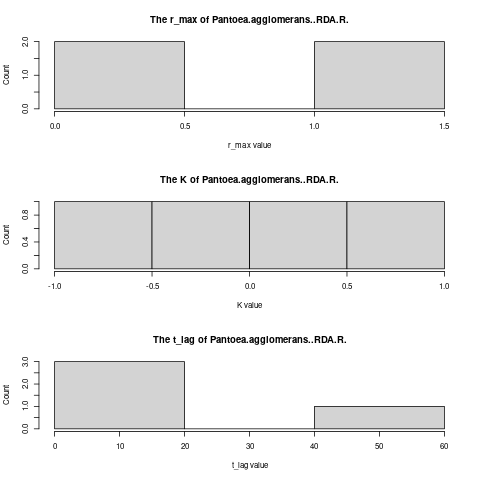 The r_max of Pantoea.agglomerans..RDA.R.
Count
0.0 1.0 2.0
0.0 0.5 1.0 1.5
r_max value
The K of Pantoea.agglomerans..RDA.R.
Count
0.0 0.4 0.8
-1.0 -0.5 0.0 0.5 1.0
K value
The t_lag of Pantoea.agglomerans..RDA.R.
Count
0.0 1.0 2.0 3.0
0 10 20 30 40 50 60
t_lag value